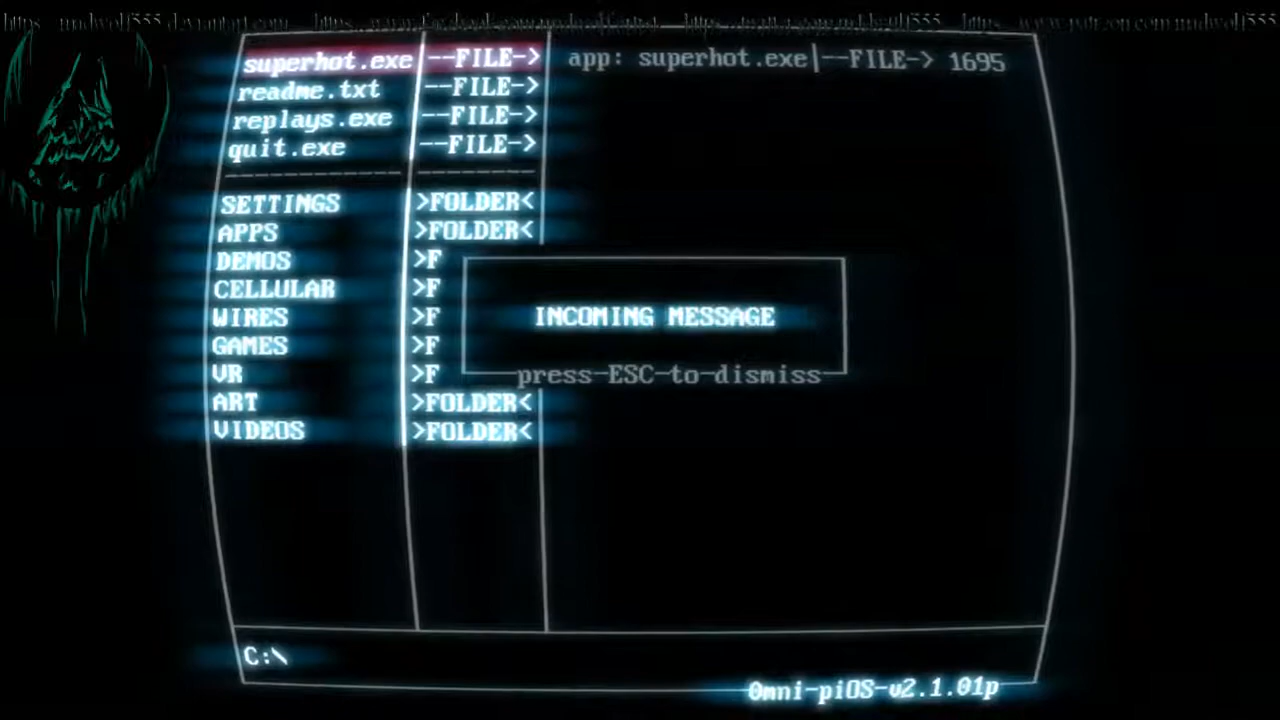 superhot.exe --FILE-> app: superhot.exe|--FILE-> 1695
readme.txt --FILE->
replays.exe --FILE->
quit.exe --FILE->
SETTINGS >FOLDER<
APPS >FOLDER<
DEMOS >F
CELLULAR >F
WIRES >F
INCOMING MESSAGE
GAMES >F
VR >F
press-ESC-to-dismiss
ART >FOLDER<
VIDEOS >FOLDER<
C:\
0mni-piOS-v2.1.01p